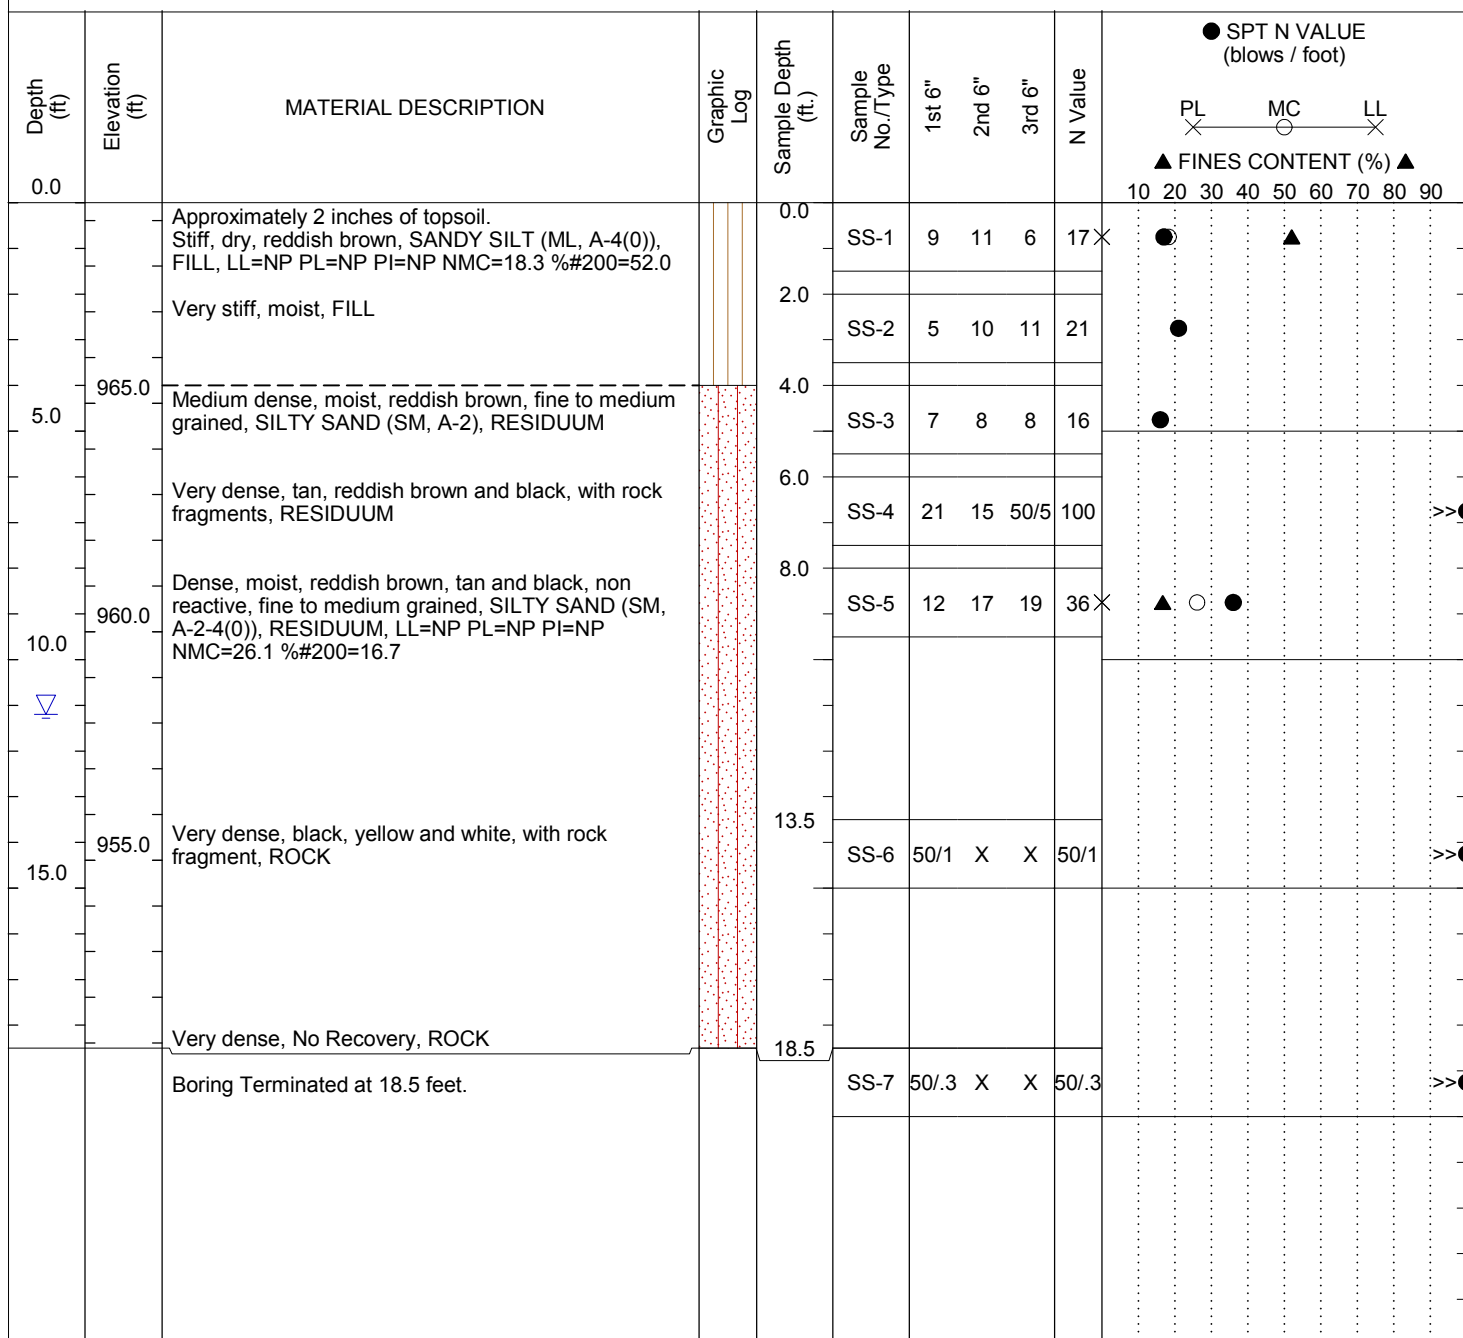 Depth
(ft)
Elevation
(ft)
MATERIAL DESCRIPTION
Graphic
Log
Sample Depth
(ft.)
Sample
No./Type
1st 6"
2nd 6"
3rd 6"
N Value
SPT N VALUE
(blows / foot)
PL MC LL
FINES CONTENT (%)
10 20 30 40 50 60 70 80 90
0.0
Approximately 2 inches of topsoil.
Stiff, dry, reddish brown, SANDY SILT (ML, A-4(0)),
FILL, LL=NP PL=NP PI=NP NMC=18.3 %#200=52.0
0.0
SS-1 9 11 6 17
Very stiff, moist, FILL
2.0
SS-2 5 10 11 21
965.0
4.0
5.0
Medium dense, moist, reddish brown, fine to medium
grained, SILTY SAND (SM, A-2), RESIDUUM
SS-3 7 8 8 16
6.0
Very dense, tan, reddish brown and black, with rock
fragments, RESIDUUM
SS-4 21 15 50/5 100 >>
8.0
Dense, moist, reddish brown, tan and black, non
reactive, fine to medium grained, SILTY SAND (SM,
A-2-4(0)), RESIDUUM, LL=NP PL=NP PI=NP
NMC=26.1 %#200=16.7
SS-5 12 17 19 36
960.0
10.0
13.5
955.0
Very dense, black, yellow and white, with rock
fragment, ROCK
SS-6 50/1 X X 50/1 >>
15.0
Very dense, No Recovery, ROCK
18.5
Boring Terminated at 18.5 feet.
SS-7 50/.3 X X 50/.3 >>